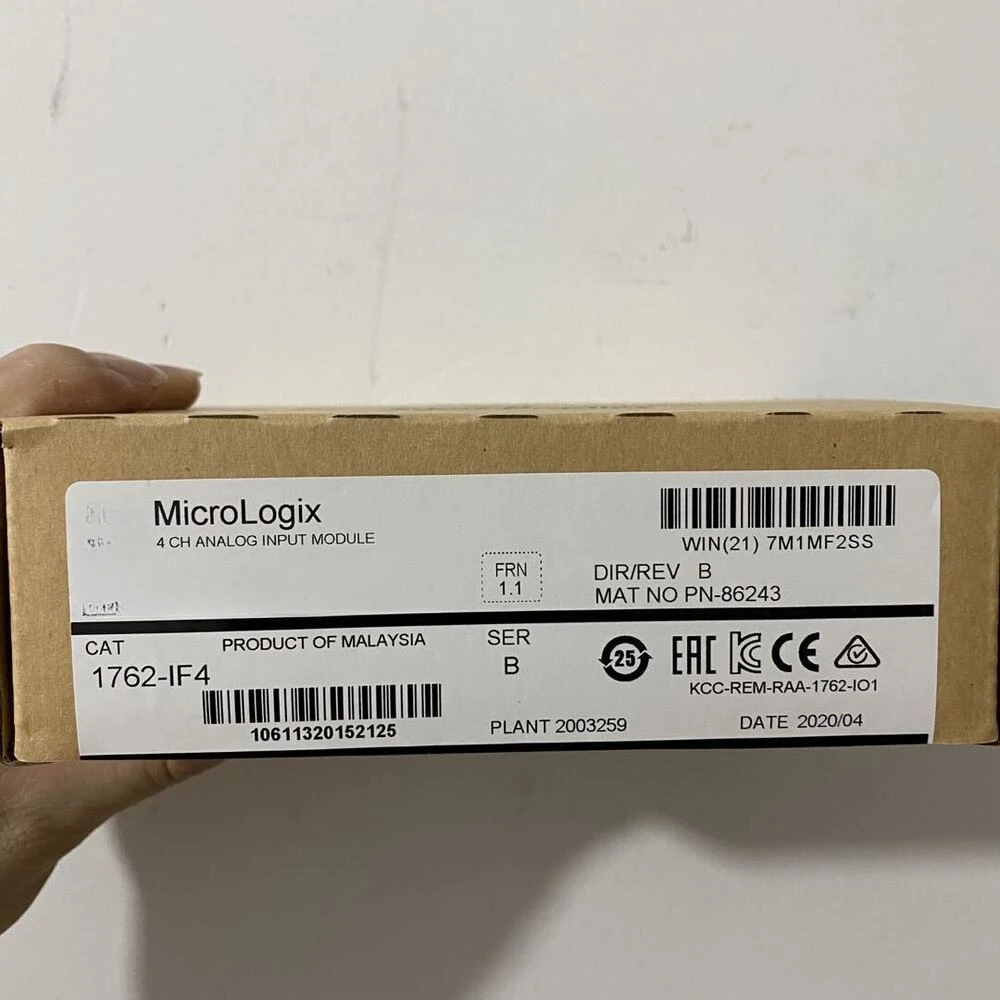 MicroLogix
4 CH ANALOG INPUT MODULE
WIN(21) 7M1MF2SS
FRN
1.1
DIR/REV B
MAT NO PN-86243
CAT
PRODUCT OF MALAYSIA
SER
1762-IF4
B
25
EAC
CE
KCC-REM-RAA-1762-IO1
10611320152125
PLANT 2003259
DATE 2020/04